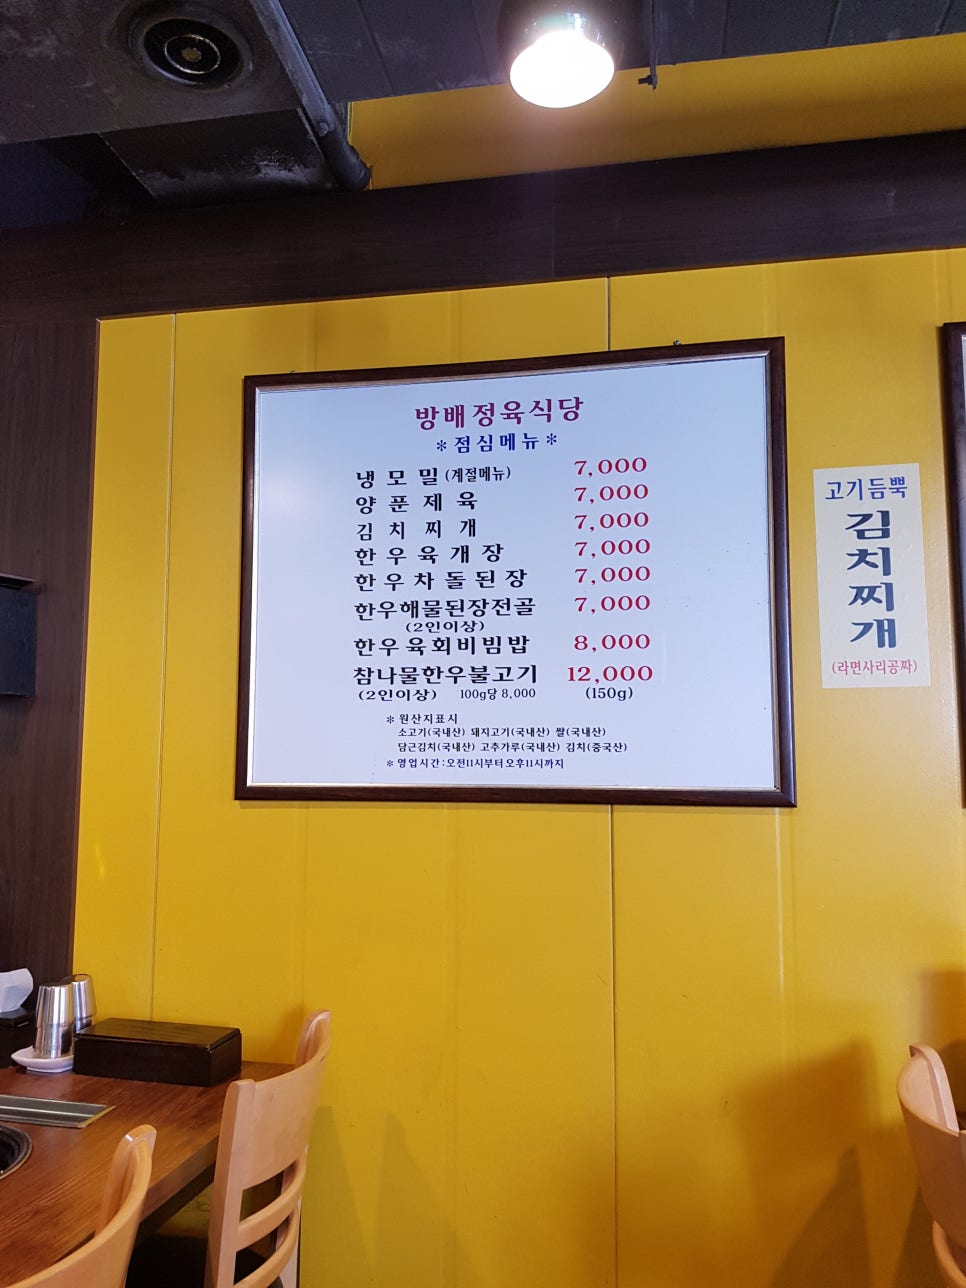 방배정육식당
*점심메뉴*
냉모밀(계절메뉴) 7,000
양푼제육 7,000
김치찌개 7,000
한우육개장 7,000
한우차돌된장 7,000
한우해물된장전골 7,000
(2인이상)
한우육회비빔밥 8,000
참나물한우불고기 12,000
(2인이상) 100g당 8,000 (150g)
*원산지표시
소고기(국내산) 돼지고기(국내산) 쌀(국내산)
담근김치(국내산) 고추가루(국내산) 김치(중국산)
*영업시간:오전11시부터오후11시까지
고기듬뿍
김치찌개
(라면사리공짜)